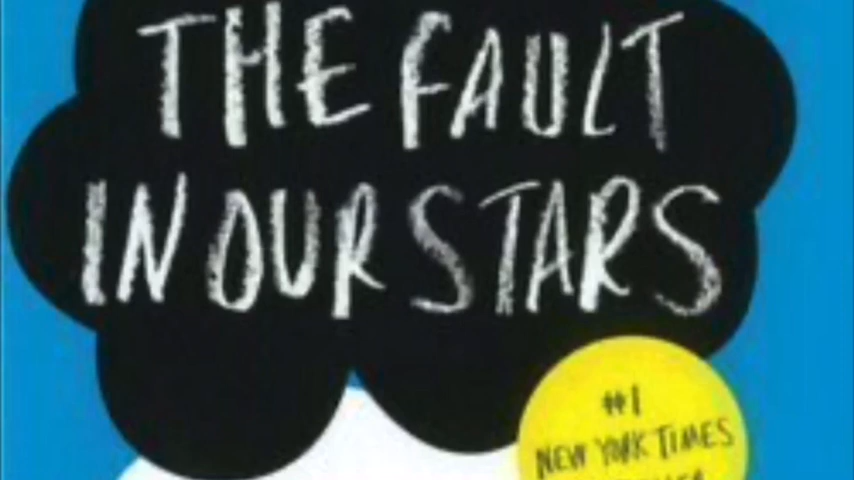 THE FAULT
IN OUR STARS
#1
NEW YORK TIMES